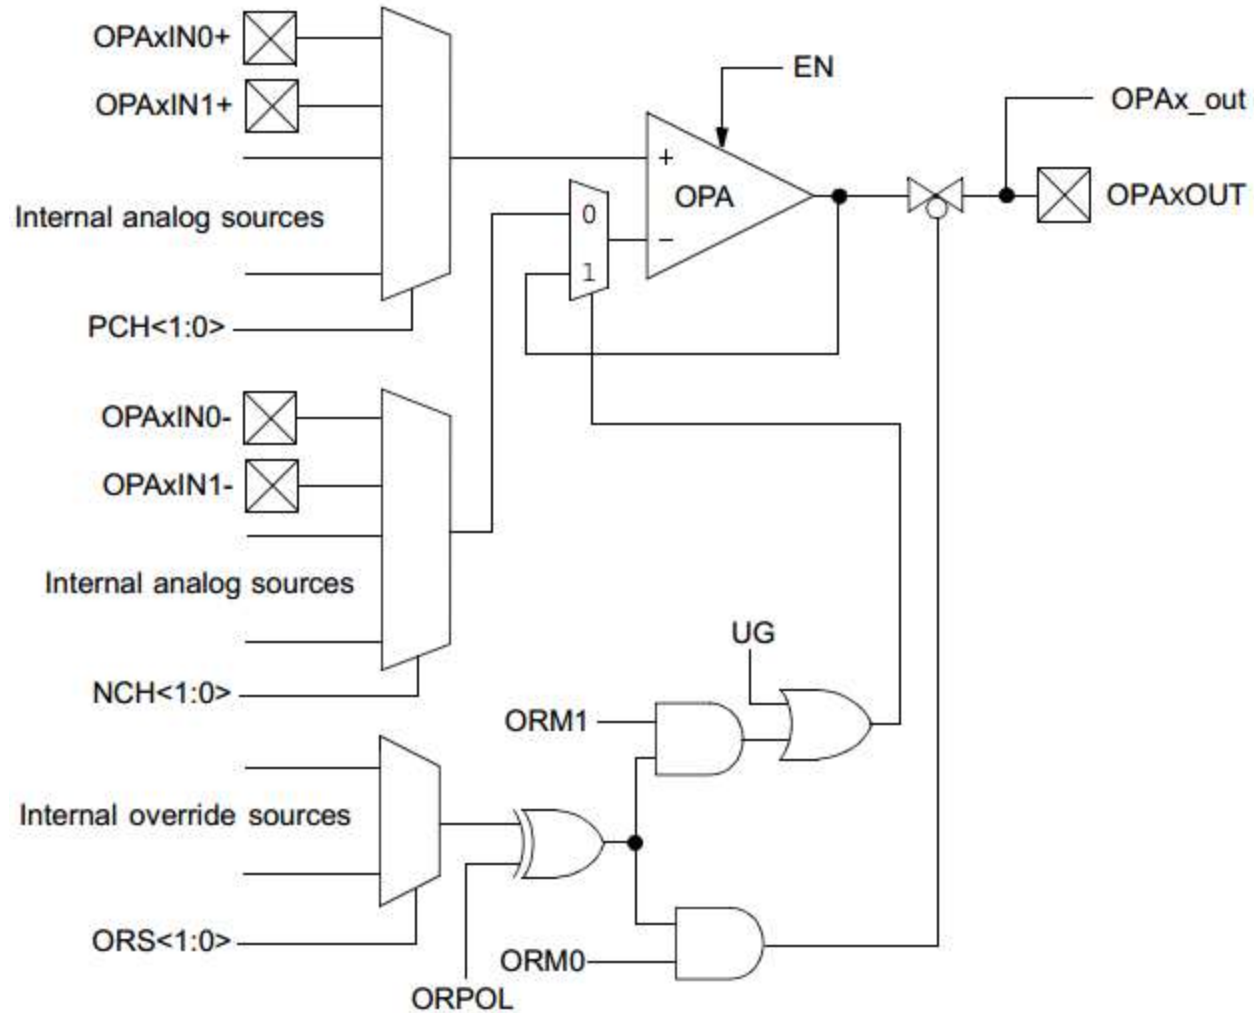 OPAxIN0+
EN
OPAx_out
OPAxIN1+
+
OPA
OPAxOUT
Internal analog sources
0
−
1
PCH<1:0>
OPAxIN0-
OPAxIN1-
Internal analog sources
UG
NCH<1:0>
ORM1
Internal override sources
ORS<1:0>
ORM0
ORPOL